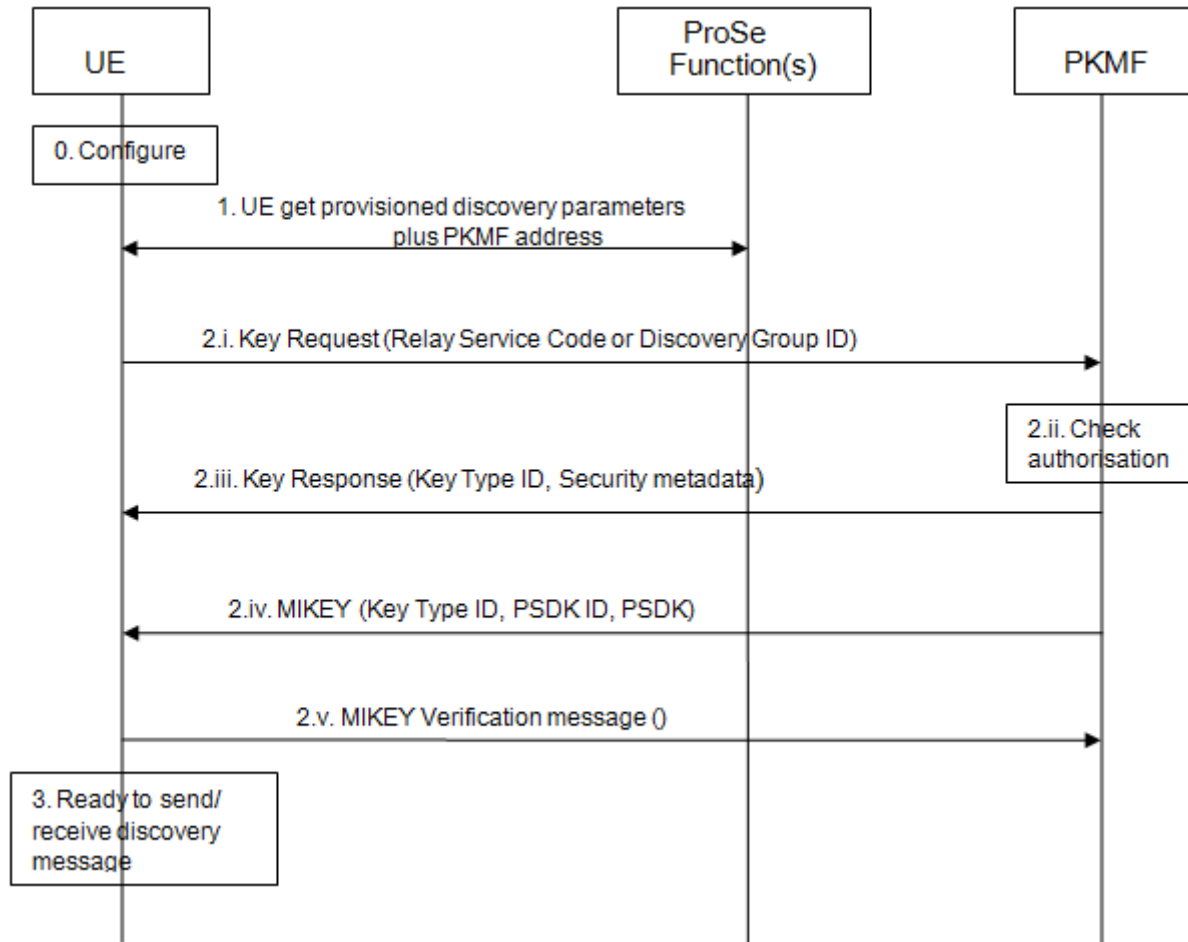 UE
ProSe
Function(s)
PKMF
0. Configure
1. UE get provisioned discovery parameters
plus PKMF address
2.i. Key Request (Relay Service Code or Discovery Group ID)
2.ii. Check
authorisation
2.iii. Key Response (Key Type ID, Security metadata)
2.iv. MIKEY (Key Type ID, PSDK ID, PSDK)
2.v. MIKEY Verification message ()
3. Ready to send/
receive discovery
message